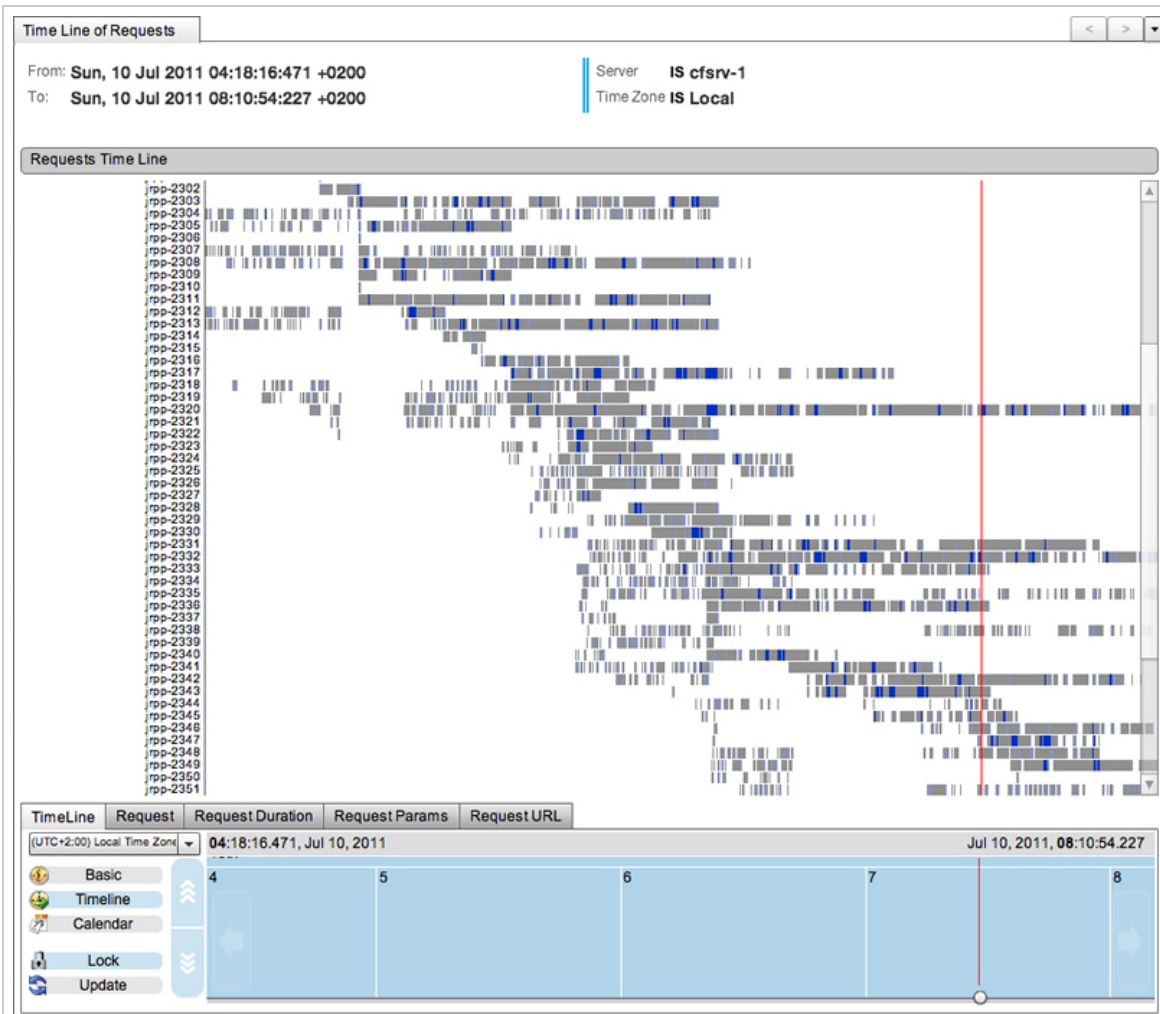 Time Line of Requests
< >
From: Sun, 10 Jul 2011 04:18:16:471 +0200
Server IS cfsrv-1
To: Sun, 10 Jul 2011 08:10:54:227 +0200
Time Zone IS Local
Requests Time Line
jrpp-2302
jrpp-2303
jrpp-2304
jrpp-2305
jrpp-2306
jrpp-2307
jrpp-2308
jrpp-2309
jrpp-2310
jrpp-2311
jrpp-2312
jrpp-2313
jrpp-2314
jrpp-2315
jrpp-2316
jrpp-2317
jrpp-2318
jrpp-2319
jrpp-2320
jrpp-2321
jrpp-2322
jrpp-2323
jrpp-2324
jrpp-2325
jrpp-2326
jrpp-2327
jrpp-2328
jrpp-2329
jrpp-2330
jrpp-2331
jrpp-2332
jrpp-2333
jrpp-2334
jrpp-2335
jrpp-2336
jrpp-2337
jrpp-2338
jrpp-2339
jrpp-2340
jrpp-2341
jrpp-2342
jrpp-2343
jrpp-2344
jrpp-2345
jrpp-2346
jrpp-2347
jrpp-2348
jrpp-2349
jrpp-2350
jrpp-2351
TimeLine Request Request Duration Request Params Request URL
(UTC+2:00) Local Time Zone 04:18:16.471, Jul 10, 2011 Jul 10, 2011, 08:10:54.227
4 5 6 7 8
Basic
Timeline
Calendar
Lock
Update